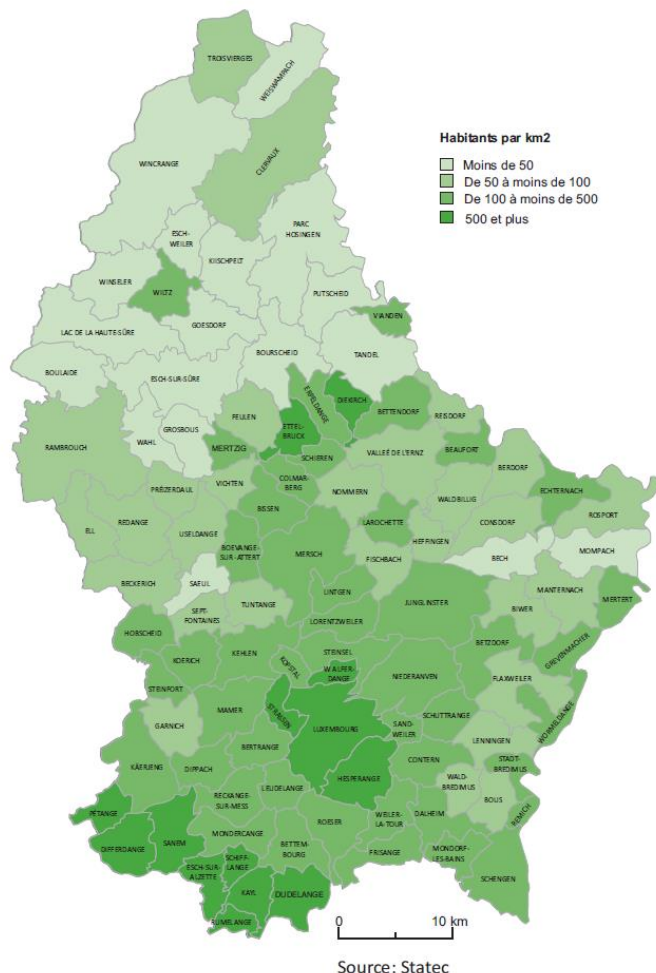 TROISVIERGES
WEISWAMPACH
Habitants par km2
Moins de 50
De 50 à moins de 100
De 100 à moins de 500
500 et plus
WINCRANGE
CLERVAUX
PARC
HOSINGEN
ESCH-
WEILER
KIISCHPELT
WINSELER
WILTZ
PUTSCHEID
VIANDEN
GOESDORF
LAC DE LA HAUTE-SÛRE
BOURSCHEID
TANDEL
BOULAIDE
ESCH-SUR-SÛRE
ERPELDANGE
DIEKIRCH
BETTENDORF
REISDORF
FEULEN
GROSBOUS
WAHL
ETTEL-
BRUCK
MERTZIG
RAMBROUCH
SCHIEREN
VALLEÉ DE L'ERNZ
BEAUFORT
BERDORF
ECHTERNACH
COLMAR-
BERG
VICHTEN
PRÉIZERDAUL
NOMMERN
WALDBILLIG
CONSDORF
ROSPORT
BISSEN
LAROCHETTE
ELL
REDANGE
USELDANGE
BOEVANGE-
SUR-ATTERT
MERSCH
HEFFINGEN
FISCHBACH
BECH
MOMPACH
BECKERICH
SAEUL
LINTGEN
JUNGLINSTER
MANTERNACH
BIWER
MERTERT
TUNTANGE
SEPT-
FONTAINES
LORENTZWEILER
HOBSCHEID
BETZDORF
GREVENMACHER
KOERICH
KEHLEN
KOPSTAL
STEINSEL
WALFER-
DANGE
NIEDERANVEN
FLAXWEILER
STEINFORT
MAMER
STRASSEN
SCHUTTRANGE
WORMELDANGE
LUXEMBOURG
SAND-
WEILER
GARNICH
LENNINGEN
BERTRANGE
CONTERN
STADT-
BREDIMUS
KÄERJENG
DIPPACH
HESPERANGE
WALD-
BREDIMUS
LEUDELANGE
BOUS
REMICH
RECKANGE-
SUR-MESS
PÉTANGE
ROESER
WEILER-
LA-TOUR
DALHEIM
SANEM
MONDERCANGE
DIFFERDANGE
BETTEM-
BOURG
FRISANGE
MONDORF-
LES-BAINS
SCHIFF-
LANGE
ESCH-SUR-
ALZETTE
SCHENGEN
KAYL
DUDELANGE
RUMELANGE
0 10 km
Source: Statec